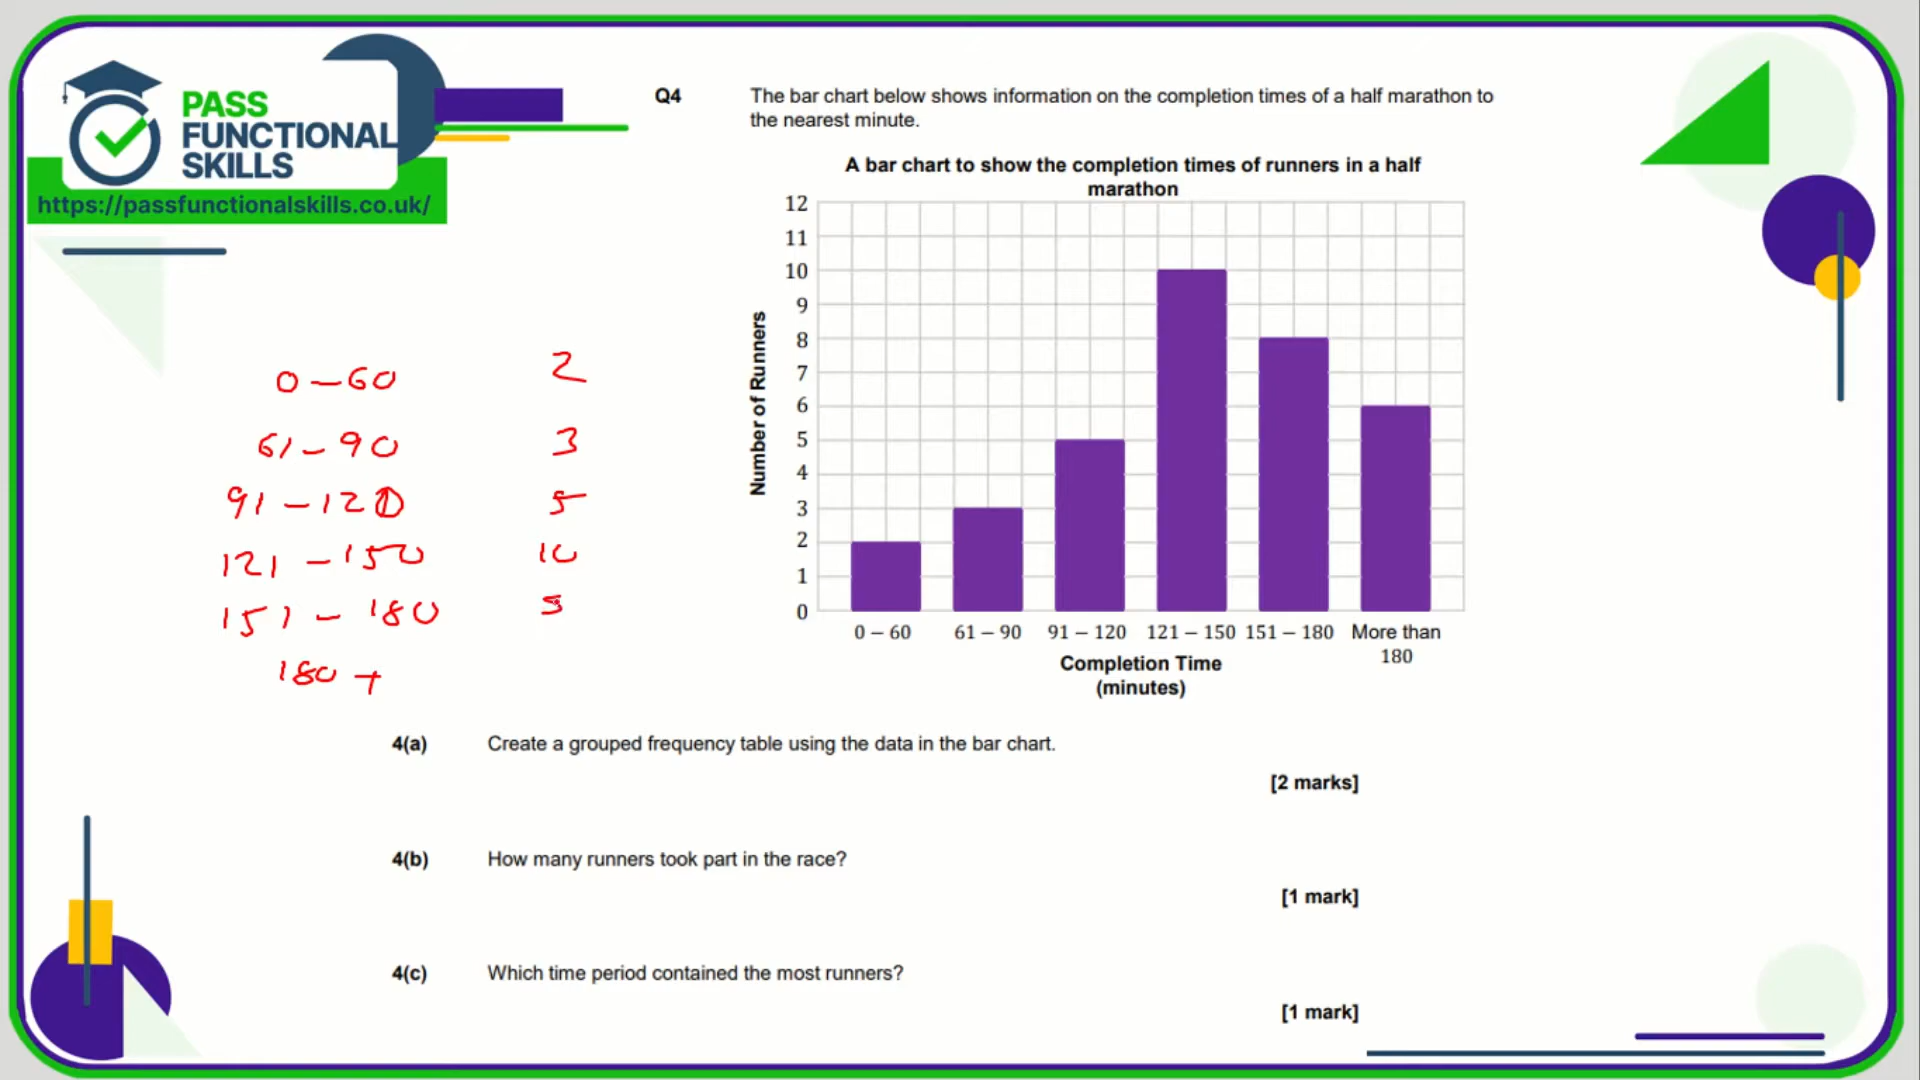 PASS
FUNCTIONAL
SKILLS
https://passfunctionalskills.co.uk/
Q4 The bar chart below shows information on the completion times of a half marathon to
the nearest minute.
A bar chart to show the completion times of runners in a half
marathon
12
11
10
9
8
7
6
5
4
3
2
1
0
Number of Runners
0 – 60 61 – 90 91 – 120 121 – 150 151 – 180 More than
180
Completion Time
(minutes)
0 – 60 2
61 – 90 3
91 – 120 5
121 – 150 10
151 – 180
180 +
4(a) Create a grouped frequency table using the data in the bar chart.
[2 marks]
4(b) How many runners took part in the race?
[1 mark]
4(c) Which time period contained the most runners?
[1 mark]